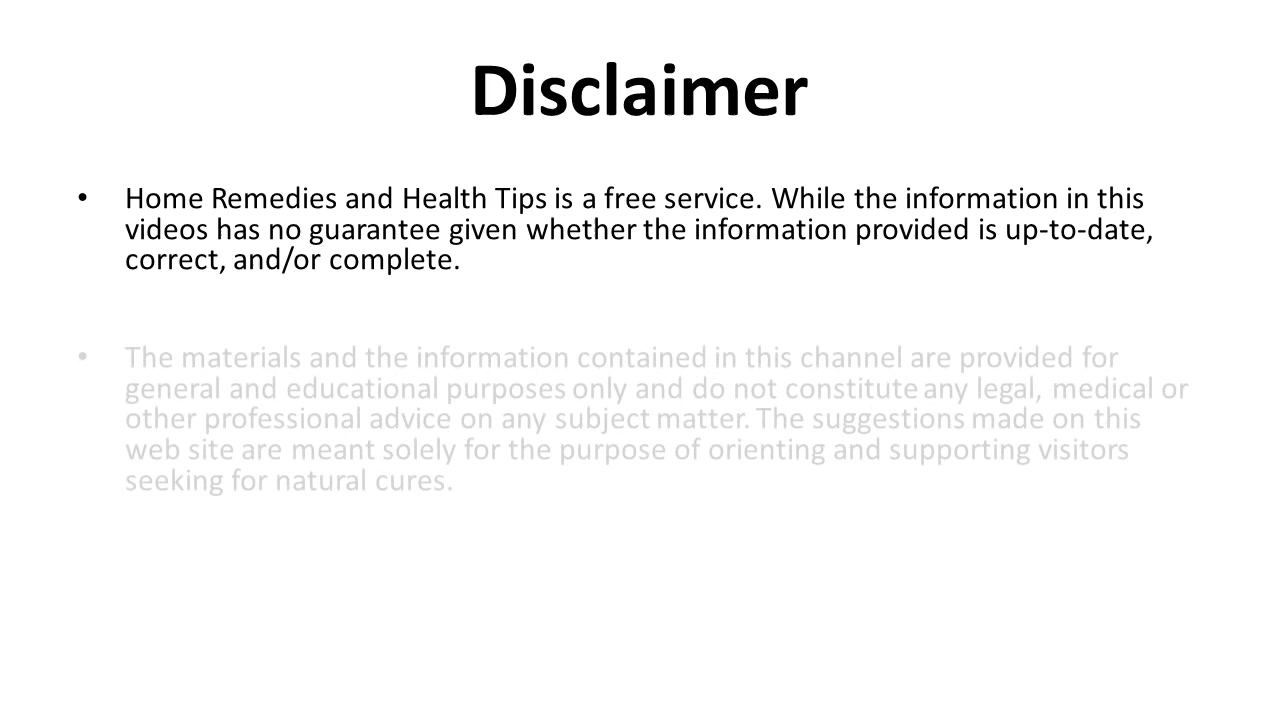 Disclaimer
• Home Remedies and Health Tips is a free service. While the information in this
videos has no guarantee given whether the information provided is up-to-date,
correct, and/or complete.
• The materials and the information contained in this channel are provided for
general and educational purposes only and do not constitute any legal, medical or
other professional advice on any subject matter. The suggestions made on this
web site are meant solely for the purpose of orienting and supporting visitors
seeking for natural cures.